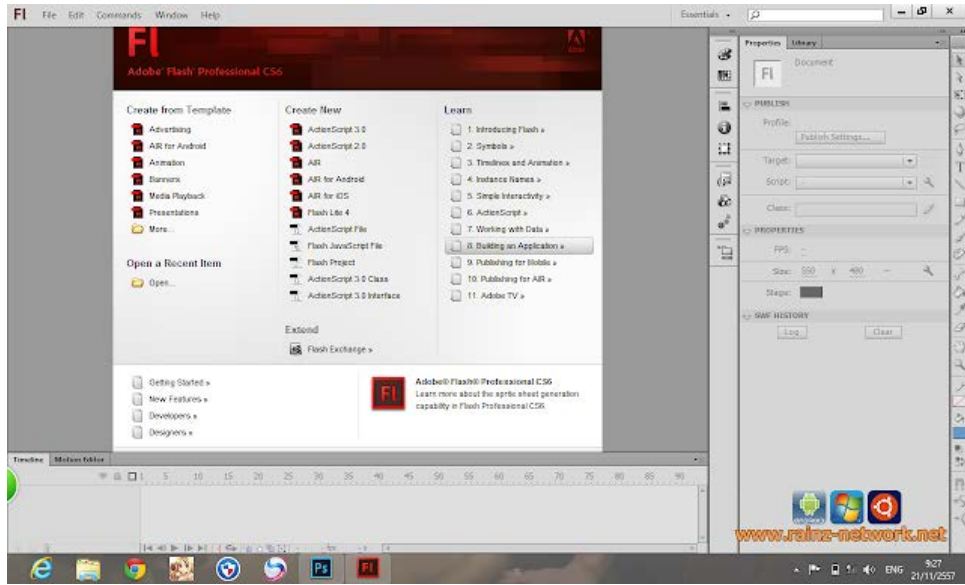 Fl File Edit Commands Window Help Essentials
Fl
Adobe® Flash® Professional CS6
Adobe
Create from Template
Advertising
AIR for Android
Animation
Banners
Media Playback
Presentations
More...
Open a Recent Item
Open...
Create New
ActionScript 3.0
ActionScript 2.0
AIR
AIR for Android
AIR for iOS
Flash Lite 4
ActionScript File
Flash JavaScript File
Flash Project
ActionScript 3.0 Class
ActionScript 3.0 Interface
Extend
Flash Exchange »
Learn
1. Introducing Flash »
2. Symbols »
3. Timelines and Animation »
4. Instance Names »
5. Simple Interactivity »
6. ActionScript »
7. Working with Data »
8. Building an Application »
9. Publishing for Mobile »
10. Publishing for AIR »
11. Adobe TV »
Getting Started »
New Features »
Developers »
Designers »
Fl
Adobe® Flash® Professional CS6
Learn more about the sprite sheet generation
capability in Flash Professional CS6.
Properties Library
Fl Document
PUBLISH
Profile:
Publish Settings...
Target:
Script:
Class:
PROPERTIES
FPS: -
Size: 550 x 400
Stage:
SWF HISTORY
Log Clear
Timeline Motion Editor
1 5 10 15 20 25 30 35 40 45 50 55 60 65 70 75 80 85 90
www.rainz-network.net
Ps Fl
ENG
9:27
21/11/2557